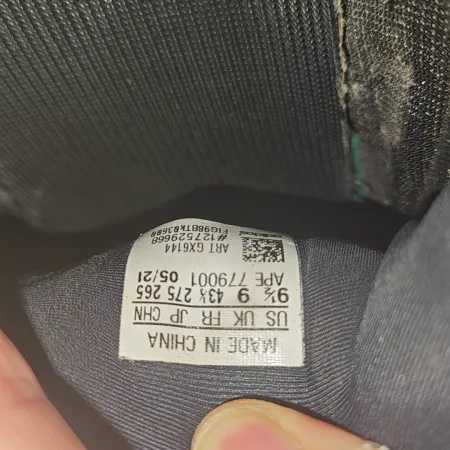 MADE IN CHINA
US UK FR JP CHN
9½ 9 43⅓ 275 265
APE 779001 05/21
ART GX6144
#127529668
adidas